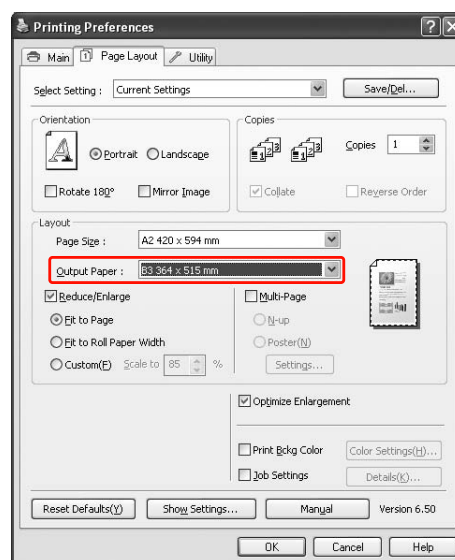 Printing Preferences
Main Page Layout Utility
Select Setting : Current Settings Save/Del...
Orientation Copies
Portrait Landscape Copies 1
Rotate 180° Mirror Image Collate Reverse Order
Layout
Page Size : A2 420 x 594 mm
Output Paper : B3 364 x 515 mm
Reduce/Enlarge Multi-Page
Fit to Page N-up
Fit to Roll Paper Width Poster(N)
Custom(F) Scale to 85 % Settings...
Optimize Enlargement
Print Bckg Color Color Settings(H)...
Job Settings Details(K)...
Reset Defaults(Y) Show Settings... Manual Version 6.50
OK Cancel Help